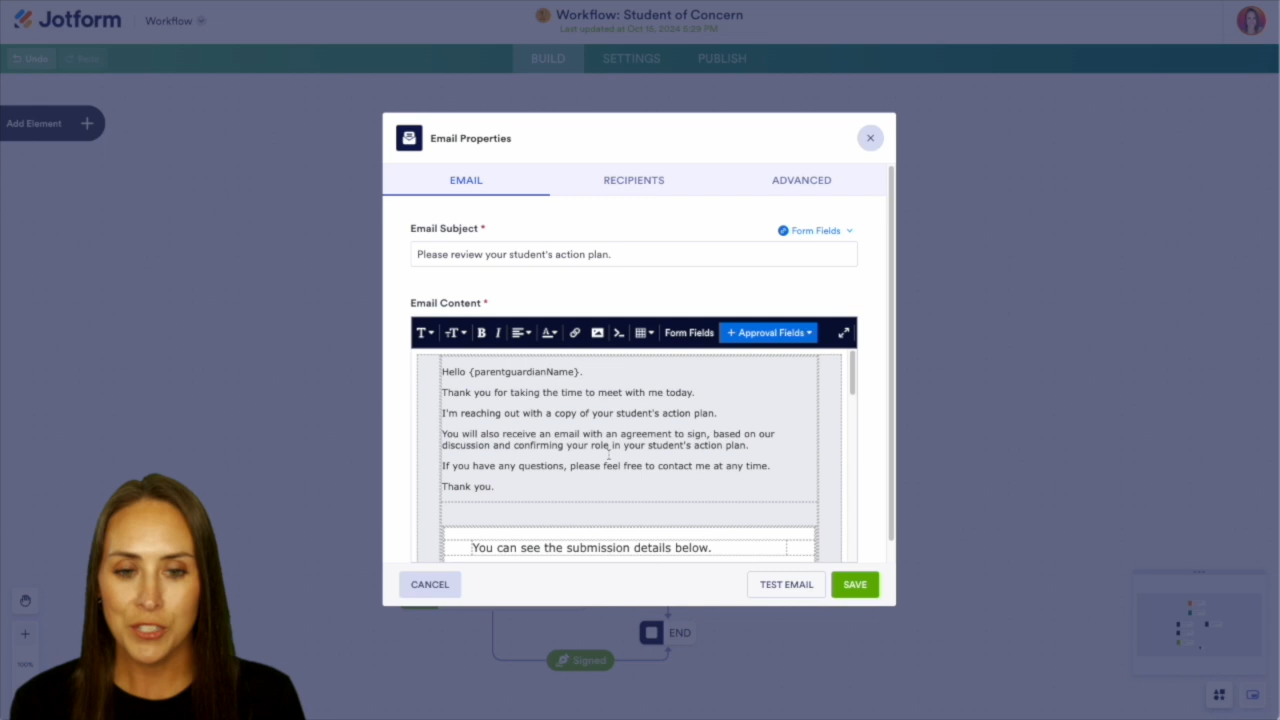 Jotform
Workflow
Workflow: Student of Concern
Last updated at Oct 15, 2024 5:29 PM
Undo
Redo
BUILD
SETTINGS
PUBLISH
Add Element
Email Properties
EMAIL
RECIPIENTS
ADVANCED
Email Subject *
Form Fields
Please review your student's action plan.
Email Content *
Form Fields
+ Approval Fields
Hello {parentguardianName}.
Thank you for taking the time to meet with me today.
I'm reaching out with a copy of your student's action plan.
You will also receive an email with an agreement to sign, based on our
discussion and confirming your role in your student's action plan.
If you have any questions, please feel free to contact me at any time.
Thank you.
You can see the submission details below.
CANCEL
TEST EMAIL
SAVE
END
Signed
100%